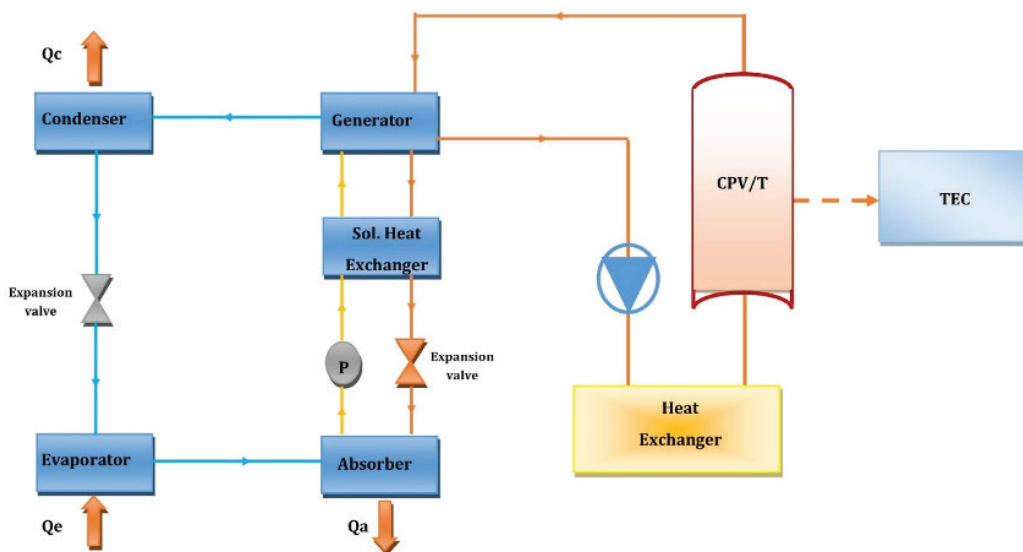 Qc
Condenser
Generator
CPV/T
TEC
Sol. Heat
Exchanger
Expansion
valve
P
Expansion
valve
Heat
Exchanger
Evaporator
Absorber
Qe
Qa